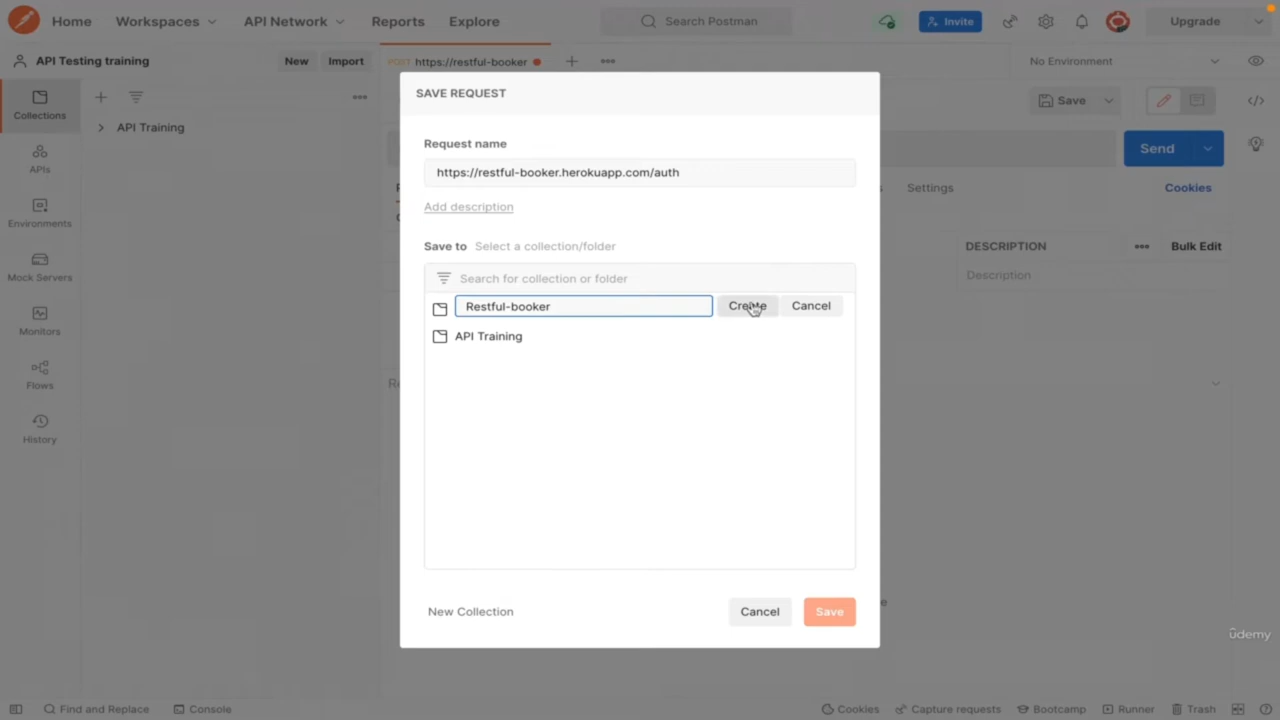 Home Workspaces API Network Reports Explore Search Postman Invite Upgrade
API Testing training New Import POST https://restful-booker No Environment
Collections
API Training
Save
SAVE REQUEST
Request name
https://restful-booker.herokuapp.com/auth
Send
APIs
Settings Cookies
Add description
Environments
Save to Select a collection/folder
DESCRIPTION Bulk Edit
Mock Servers
Search for collection or folder
Description
Restful-booker Create Cancel
Monitors
API Training
Flows
History
New Collection Cancel Save
ûdemy
Find and Replace Console Cookies Capture requests Bootcamp Runner Trash